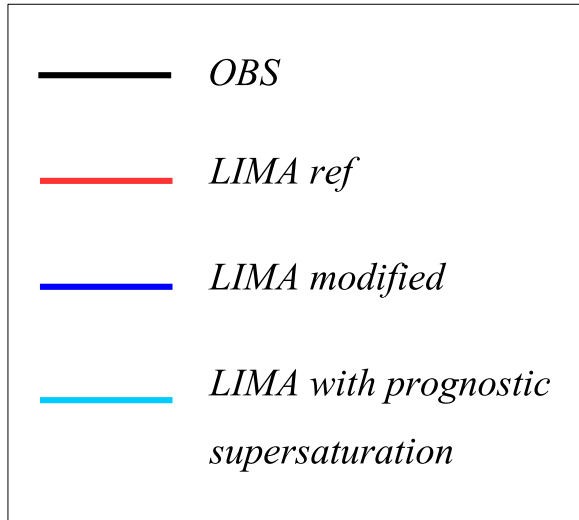 OBS
LIMA ref
LIMA modified
LIMA with prognostic
supersaturation